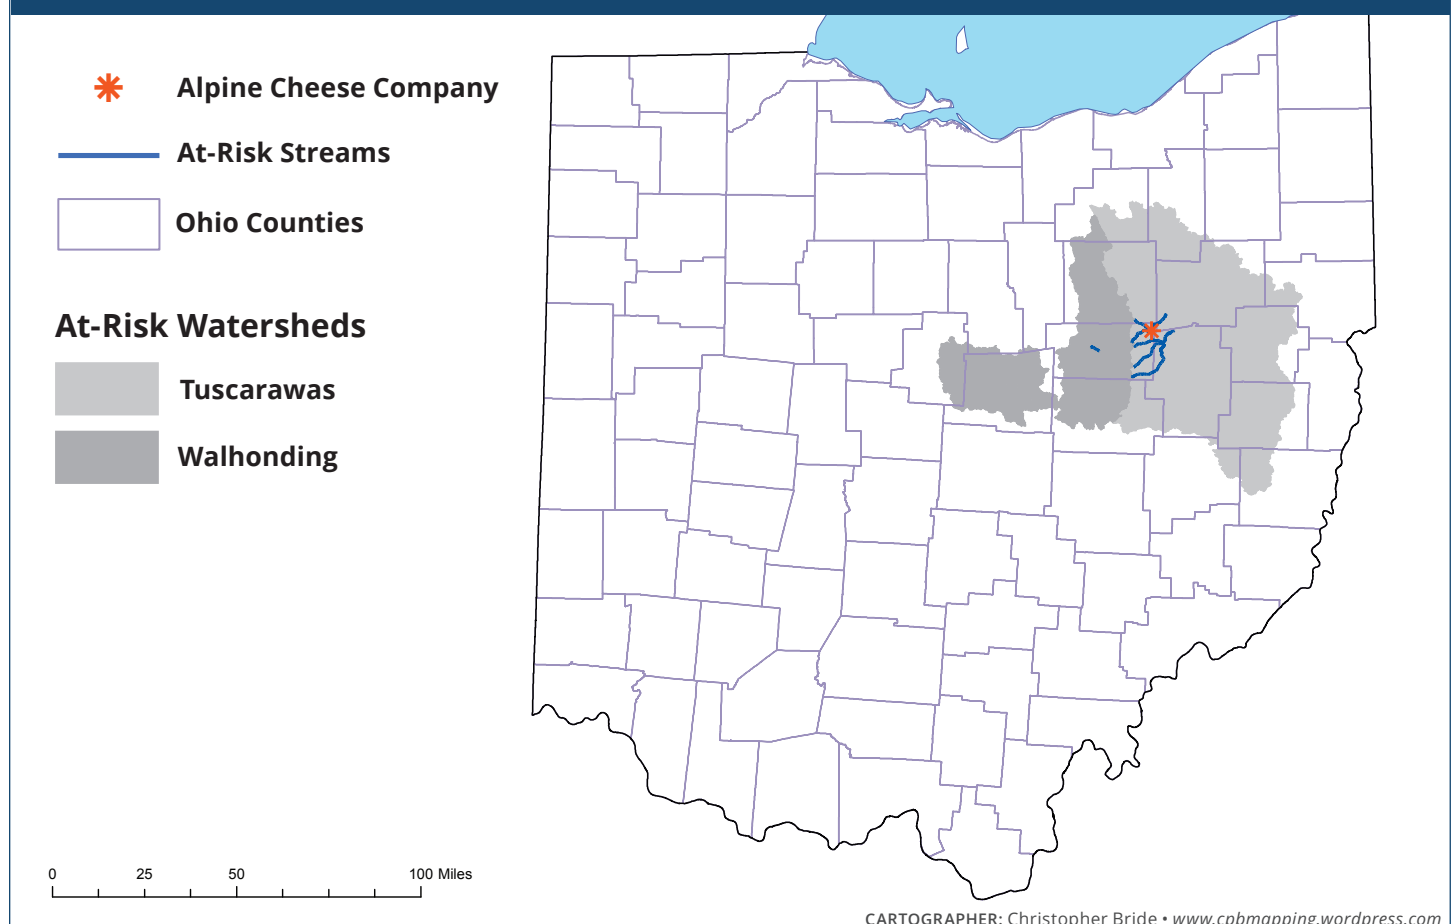 Alpine Cheese Company
At-Risk Streams
Ohio Counties
At-Risk Watersheds
Tuscarawas
Walhonding
0 25 50 100 Miles
CARTOGRAPHER: Christopher Bride • www.cpbmapping.wordpress.com